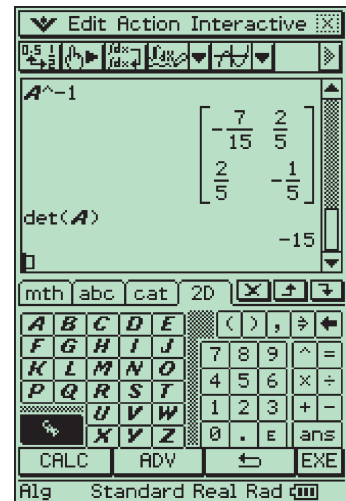 Edit Action Interactive
A^-1
[-7/15 2/5
2/5 -1/5]
det(A)
-15
mth abc cat 2D
A B C D E ( ) , ⇒
F G H I J 7 8 9 ^ =
K L M N O 4 5 6 × ÷
P Q R S T 1 2 3 + -
U V W 0 . E ans
X Y Z
CALC ADV EXE
Alg Standard Real Rad